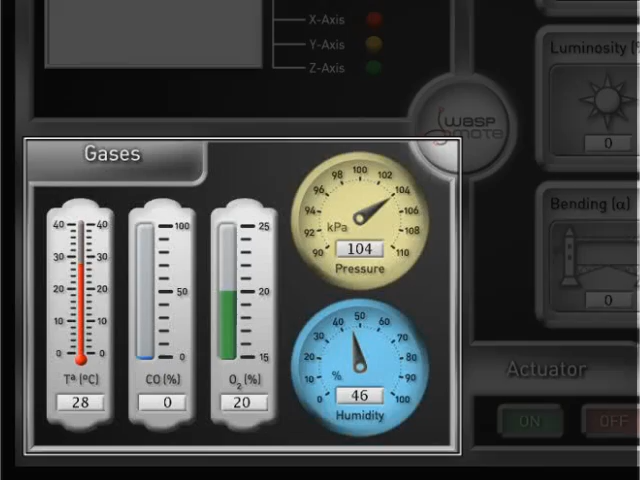 X-Axis
Y-Axis
Z-Axis
Luminosity
0
wasp
mote
Gases
40 40
30 30
20 20
10 10
0 0
Tª (ºC)
28
100
50
0
CO (%)
0
25
20
15
O2 (%)
20
90 92 94 96 98 100 102 104 106 108 110
kPa
104
Pressure
0 10 20 30 40 50 60 70 80 90 100
%
46
Humidity
Bending (α)
0
Actuator
ON OFF